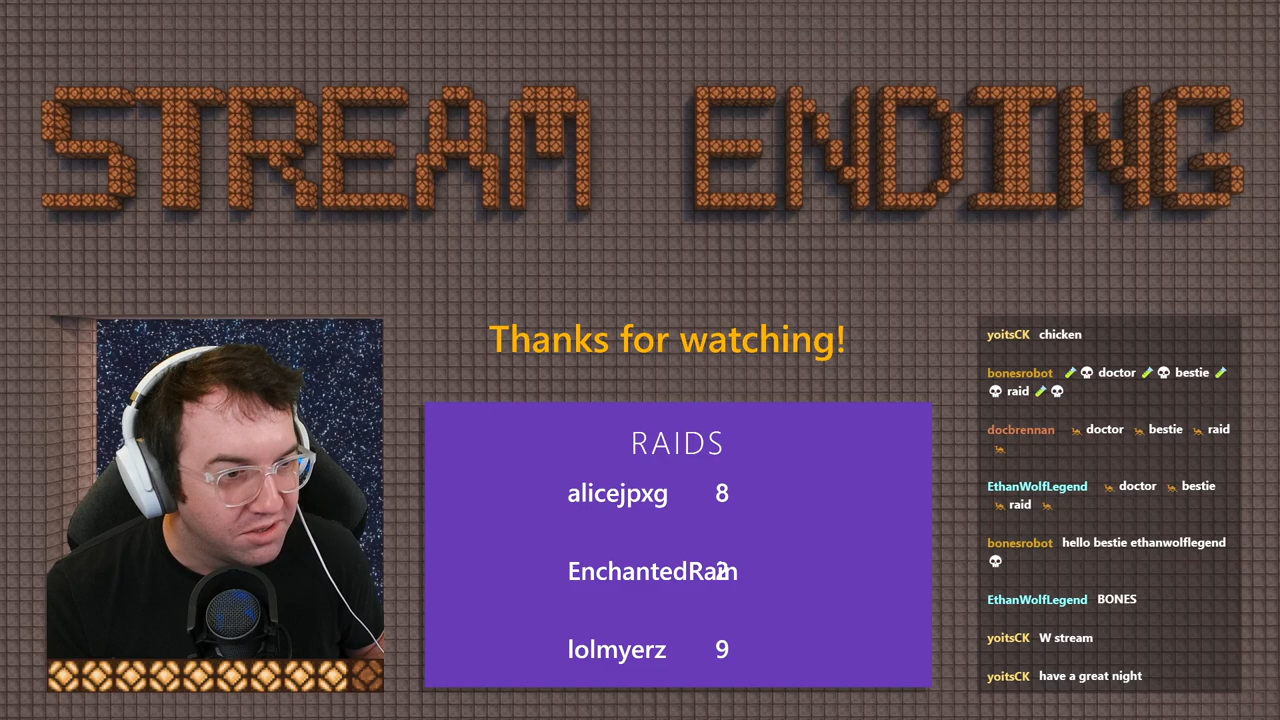 STREAM ENDING
Thanks for watching!
RAIDS
alicejpxg 8
EnchantedRain 2
lolmyerz 9
yoitsCK chicken
bonesrobot 🧪💀 doctor 🧪💀 bestie 🧪
💀 raid 🧪💀
docbrennan 🐪 doctor 🐪 bestie 🐪 raid
🐪
EthanWolfLegend 🐪 doctor 🐪 bestie
🐪 raid 🐪
bonesrobot hello bestie ethanwolflegend
💀
EthanWolfLegend BONES
yoitsCK W stream
yoitsCK have a great night